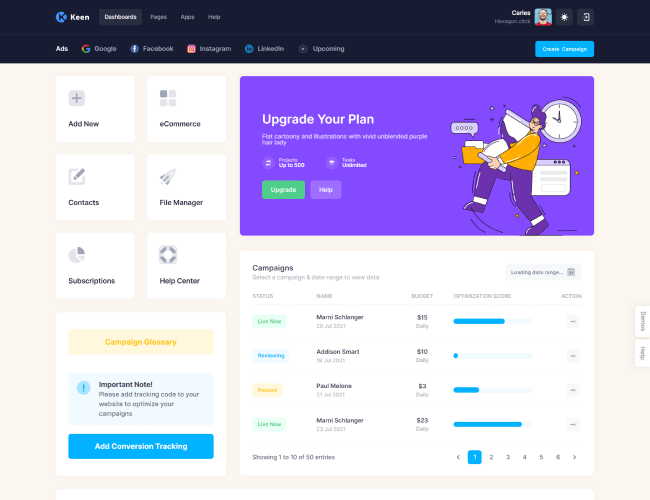 Keen
Dashboards
Pages
Apps
Help
Carles
Hexagon.click
Ads
Google
Facebook
Instagram
LinkedIn
Upcoming
Create Campaign
Add New
eCommerce
Contacts
File Manager
Subscriptions
Help Center
Campaign Glossary
Important Note!
Please add tracking code to your
website to optimize your
campaigns
Add Conversion Tracking
Upgrade Your Plan
Flat cartoony and illustrations with vivid unblended purple
hair lady
Projects
Up to 500
Tasks
Unlimited
Upgrade
Help
Campaigns
Select a campaign & date range to view data
Loading date range...
STATUS NAME BUDGET OPTIMIZATION SCORE ACTION
Live Now Marni Schlanger $15
20 Jul 2021 Daily
Reviewing Addison Smart $10
19 Jul 2021 Daily
Paused Paul Melone $3
21 Jul 2021 Daily
Live Now Marni Schlanger $23
23 Jul 2021 Daily
Showing 1 to 10 of 50 entries
1 2 3 4 5 6
Demos
Help